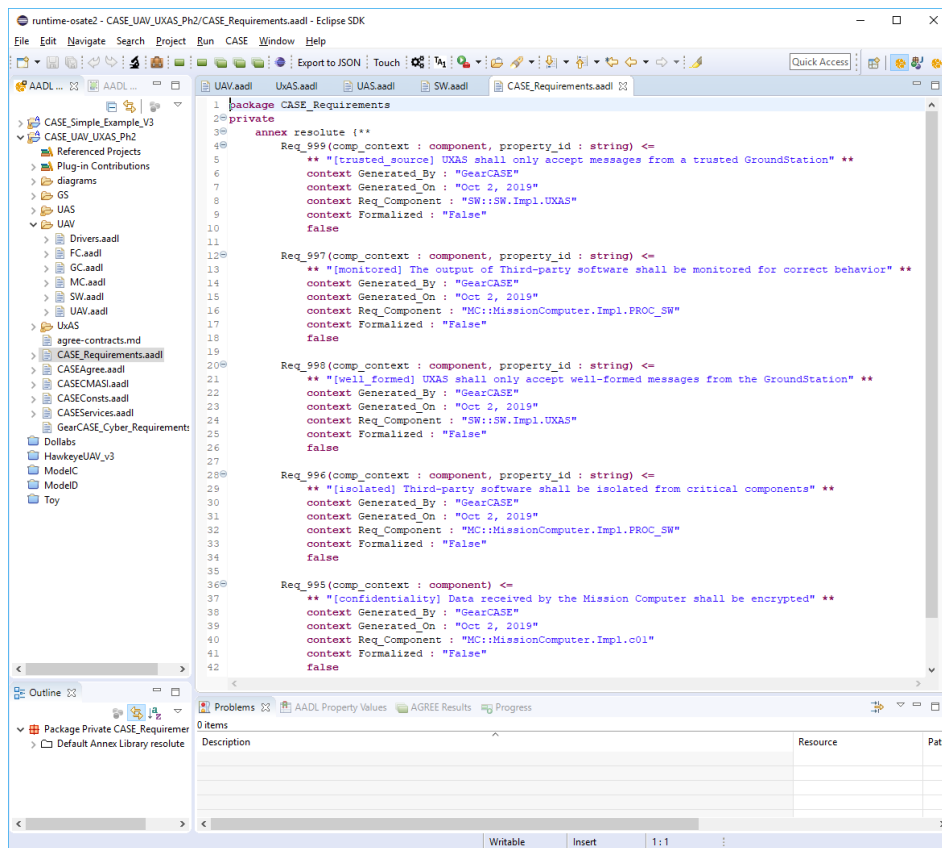 runtime-osate2 - CASE_UAV_UXAS_Ph2/CASE_Requirements.aadl - Eclipse SDK
File Edit Navigate Search Project Run CASE Window Help
Export to JSON Touch TA1 Quick Access
AADL ... AADL ...
CASE_Simple_Example_V3
CASE_UAV_UXAS_Ph2
Referenced Projects
Plug-in Contributions
diagrams
GS
UAS
UAV
Drivers.aadl
FC.aadl
GC.aadl
MC.aadl
SW.aadl
UAV.aadl
UxAS
agree-contracts.md
CASE_Requirements.aadl
CASEAgree.aadl
CASECMASI.aadl
CASEConsts.aadl
CASEServices.aadl
GearCASE_Cyber_Requirements
Dollabs
HawkeyeUAV_v3
ModelC
ModelD
Toy
UAV.aadl UxAS.aadl UAS.aadl SW.aadl CASE_Requirements.aadl
1 package CASE_Requirements
2 private
3 annex resolute {**
4 Req_999(comp_context : component, property_id : string) <=
5 ** "[trusted_source] UXAS shall only accept messages from a trusted GroundStation" **
6 context Generated_By : "GearCASE"
7 context Generated_On : "Oct 2, 2019"
8 context Req_Component : "SW::SW.Impl.UXAS"
9 context Formalized : "False"
10 false
11
12 Req_997(comp_context : component, property_id : string) <=
13 ** "[monitored] The output of Third-party software shall be monitored for correct behavior" **
14 context Generated_By : "GearCASE"
15 context Generated_On : "Oct 2, 2019"
16 context Req_Component : "MC::MissionComputer.Impl.PROC_SW"
17 context Formalized : "False"
18 false
19
20 Req_998(comp_context : component, property_id : string) <=
21 ** "[well_formed] UXAS shall only accept well-formed messages from the GroundStation" **
22 context Generated_By : "GearCASE"
23 context Generated_On : "Oct 2, 2019"
24 context Req_Component : "SW::SW.Impl.UXAS"
25 context Formalized : "False"
26 false
27
28 Req_996(comp_context : component, property_id : string) <=
29 ** "[isolated] Third-party software shall be isolated from critical components" **
30 context Generated_By : "GearCASE"
31 context Generated_On : "Oct 2, 2019"
32 context Req_Component : "MC::MissionComputer.Impl.PROC_SW"
33 context Formalized : "False"
34 false
35
36 Req_995(comp_context : component) <=
37 ** "[confidentiality] Data received by the Mission Computer shall be encrypted" **
38 context Generated_By : "GearCASE"
39 context Generated_On : "Oct 2, 2019"
40 context Req_Component : "MC::MissionComputer.Impl.c01"
41 context Formalized : "False"
42 false
Outline
Package Private CASE_Requiremer
Default Annex Library resolute
Problems AADL Property Values AGREE Results Progress
0 items
Description Resource Pat
Writable Insert 1 : 1